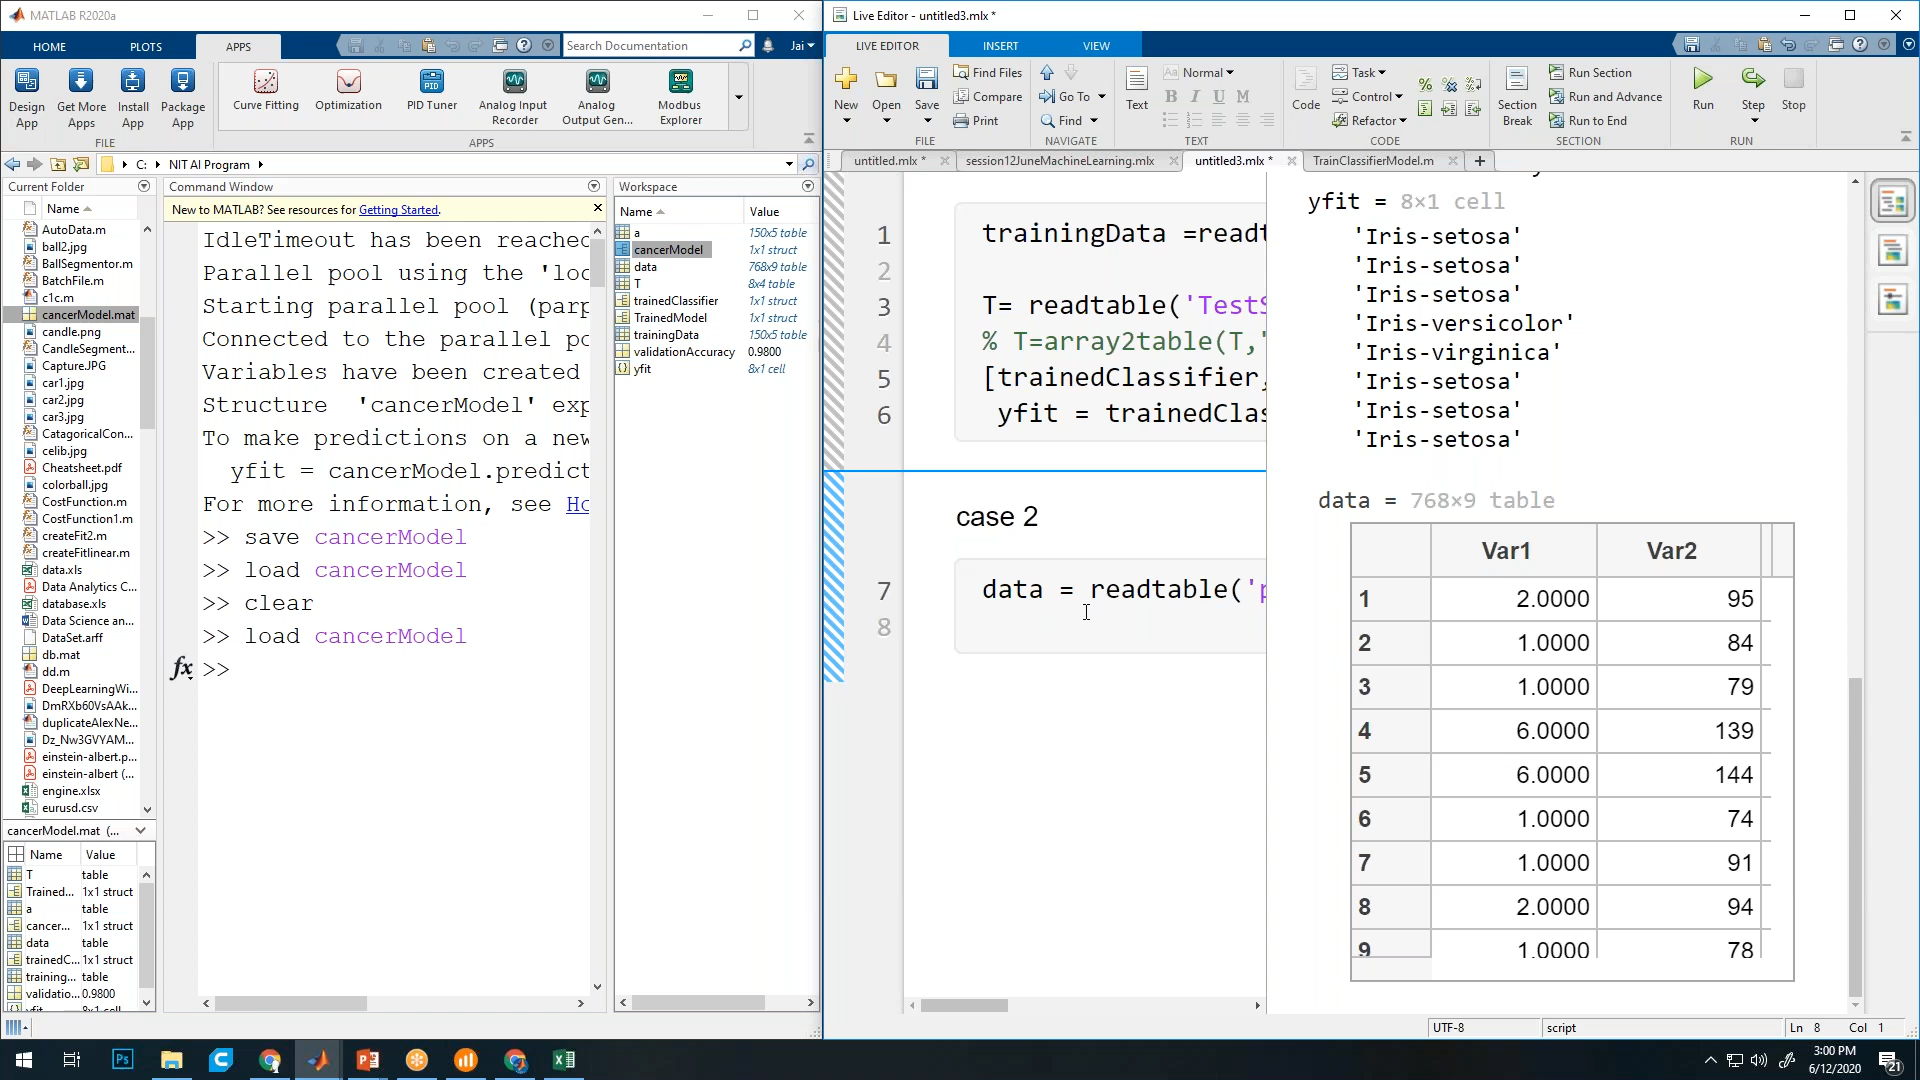 MATLAB R2020a
HOME PLOTS APPS
Search Documentation
Jai
Design App
Get More Apps
Install App
Package App
Curve Fitting
Optimization
PID Tuner
Analog Input Recorder
Analog Output Gen...
Modbus Explorer
FILE
APPS
C: NIT AI Program
Current Folder
Name
AutoData.m
ball2.jpg
BallSegmentor.m
BatchFile.m
c1c.m
cancerModel.mat
candle.png
CandleSegment...
Capture.JPG
car1.jpg
car2.jpg
car3.jpg
CatagoricalCon...
celib.jpg
Cheatsheet.pdf
colorball.jpg
CostFunction.m
CostFunction1.m
createFit2.m
createFitlinear.m
data.xls
Data Analytics C...
database.xls
Data Science an...
DataSet.arff
db.mat
dd.m
DeepLearningWi...
DmRXb60VsAAk...
duplicateAlexNe...
Dz_Nw3GVYAM...
einstein-albert.p...
einstein-albert (...
engine.xlsx
eurusd.csv
cancerModel.mat (...
Name Value
T table
Trained... 1x1 struct
a table
cancer... 1x1 struct
data table
trainedC... 1x1 struct
training... table
validatio... 0.9800
yfit 8x1 cell
Command Window
New to MATLAB? See resources for Getting Started.
IdleTimeout has been reached
Parallel pool using the 'loc
Starting parallel pool (parp
Connected to the parallel po
Variables have been created
Structure 'cancerModel' exp
To make predictions on a new
yfit = cancerModel.predict
For more information, see Ho
>> save cancerModel
>> load cancerModel
>> clear
>> load cancerModel
fx >>
Workspace
Name Value
a 150x5 table
cancerModel 1x1 struct
data 768x9 table
T 8x4 table
trainedClassifier 1x1 struct
TrainedModel 1x1 struct
trainingData 150x5 table
validationAccuracy 0.9800
yfit 8x1 cell
Live Editor - untitled3.mlx *
LIVE EDITOR INSERT VIEW
New
Open
Save
Find Files
Compare
Print
Go To
Find
Text
Aa Normal
B I U M
Code
Task
Control
Refactor
Section Break
Run Section
Run and Advance
Run to End
Run
Step
Stop
FILE NAVIGATE TEXT CODE SECTION RUN
untitled.mlx * session12JuneMachineLearning.mlx untitled3.mlx * TrainClassifierModel.m
1 trainingData =readt
2
3 T= readtable('TestS
4 % T=array2table(T,'
5 [trainedClassifier,
6 yfit = trainedClas
case 2
7 data = readtable('p
8
yfit = 8×1 cell
'Iris-setosa'
'Iris-setosa'
'Iris-setosa'
'Iris-versicolor'
'Iris-virginica'
'Iris-setosa'
'Iris-setosa'
'Iris-setosa'
data = 768×9 table
Var1 Var2
1 2.0000 95
2 1.0000 84
3 1.0000 79
4 6.0000 139
5 6.0000 144
6 1.0000 74
7 1.0000 91
8 2.0000 94
9 1.0000 78
UTF-8 script Ln 8 Col 1
Ps
3:00 PM
6/12/2020
21